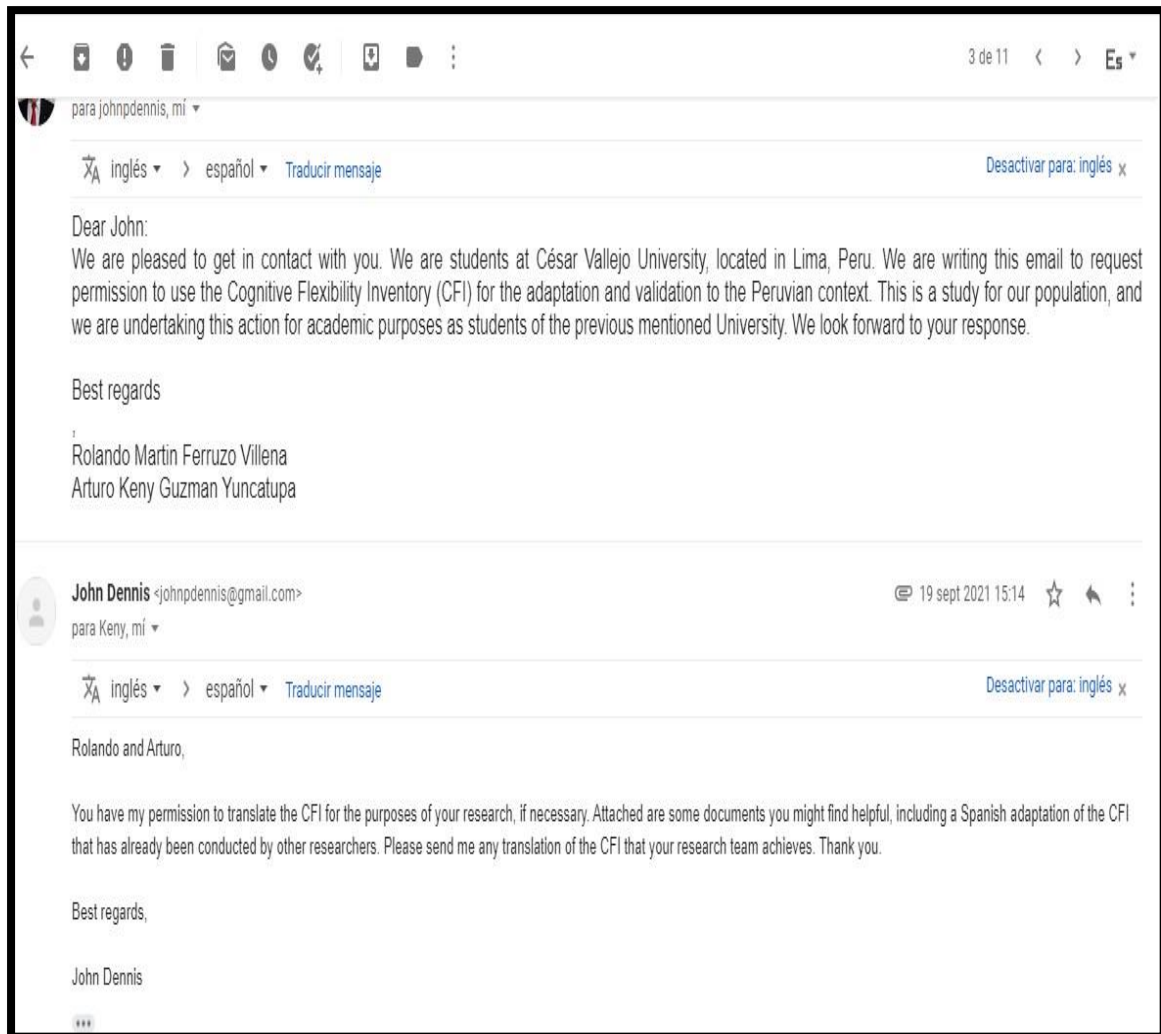 3 de 11
Es
para johnpdennis, mí
inglés > español Traducir mensaje Desactivar para: inglés x
Dear John:
We are pleased to get in contact with you. We are students at César Vallejo University, located in Lima, Peru. We are writing this email to request
permission to use the Cognitive Flexibility Inventory (CFI) for the adaptation and validation to the Peruvian context. This is a study for our population, and
we are undertaking this action for academic purposes as students of the previous mentioned University. We look forward to your response.
Best regards
Rolando Martin Ferruzo Villena
Arturo Keny Guzman Yuncatupa
John Dennis <johnpdennis@gmail.com> 19 sept 2021 15:14
para Keny, mí
inglés > español Traducir mensaje Desactivar para: inglés x
Rolando and Arturo,
You have my permission to translate the CFI for the purposes of your research, if necessary. Attached are some documents you might find helpful, including a Spanish adaptation of the CFI
that has already been conducted by other researchers. Please send me any translation of the CFI that your research team achieves. Thank you.
Best regards,
John Dennis